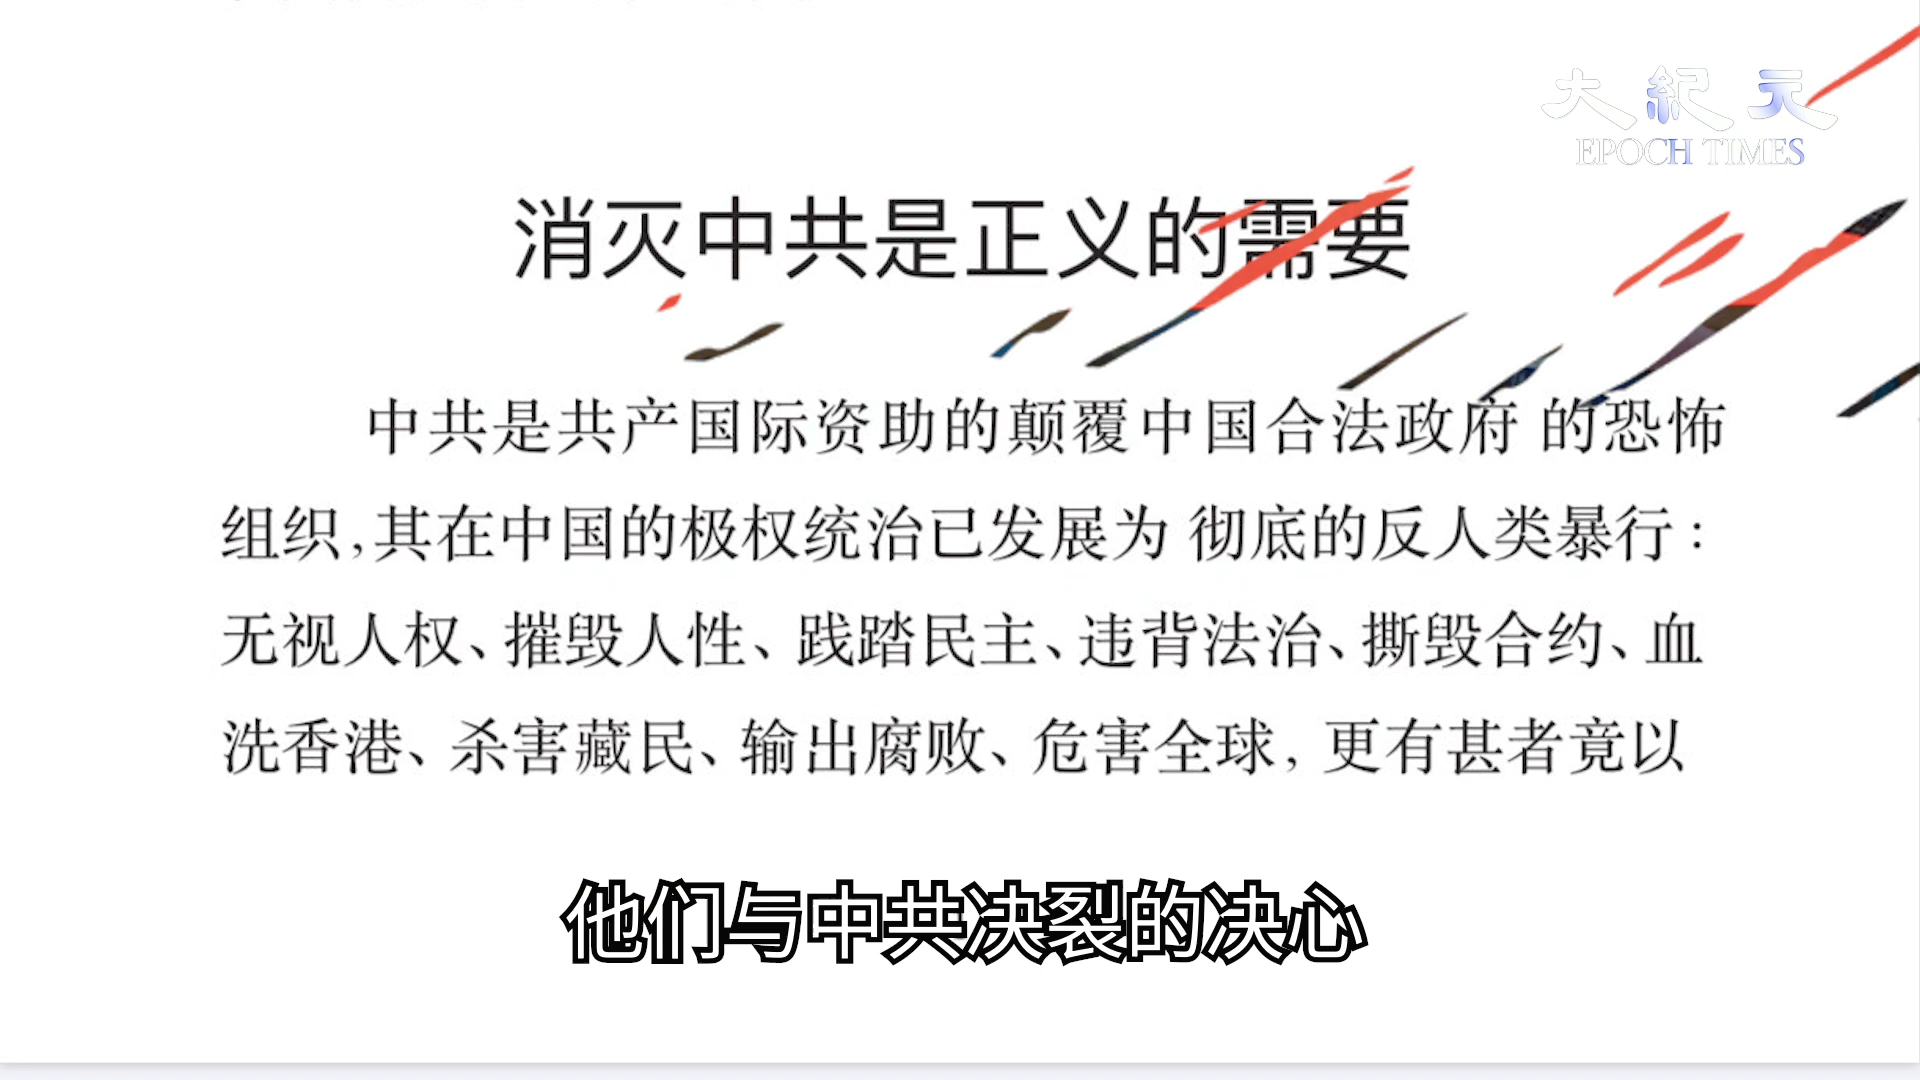 大紀元
EPOCH TIMES
消灭中共是正义的需要
中共是共产国际资助的颠覆中国合法政府 的恐怖
组织,其在中国的极权统治已发展为 彻底的反人类暴行:
无视人权、摧毁人性、践踏民主、违背法治、撕毁合约、血
洗香港、杀害藏民、输出腐败、危害全球, 更有甚者竟以
他们与中共决裂的决心